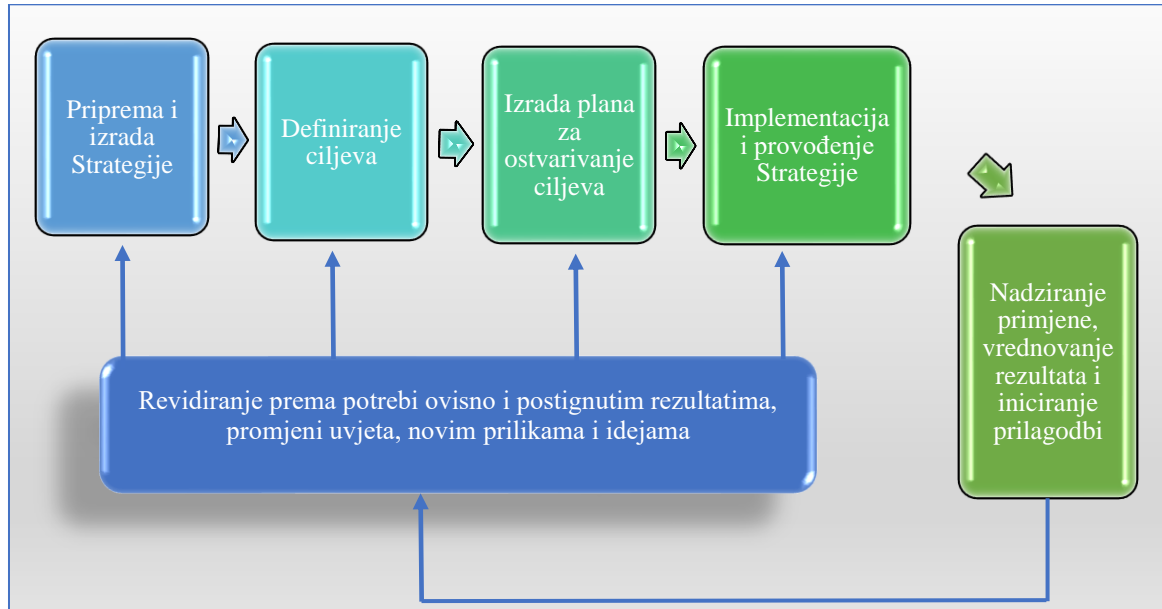 Priprema i
izrada
Strategije
Definiranje
ciljeva
Izrada plana
za
ostvarivanje
ciljeva
Implementacija
i provođenje
Strategije
Nadziranje
primjene,
vrednovanje
rezultata i
iniciranje
prilagodbi
Revidiranje prema potrebi ovisno i postignutim rezultatima,
promjeni uvjeta, novim prilikama i idejama